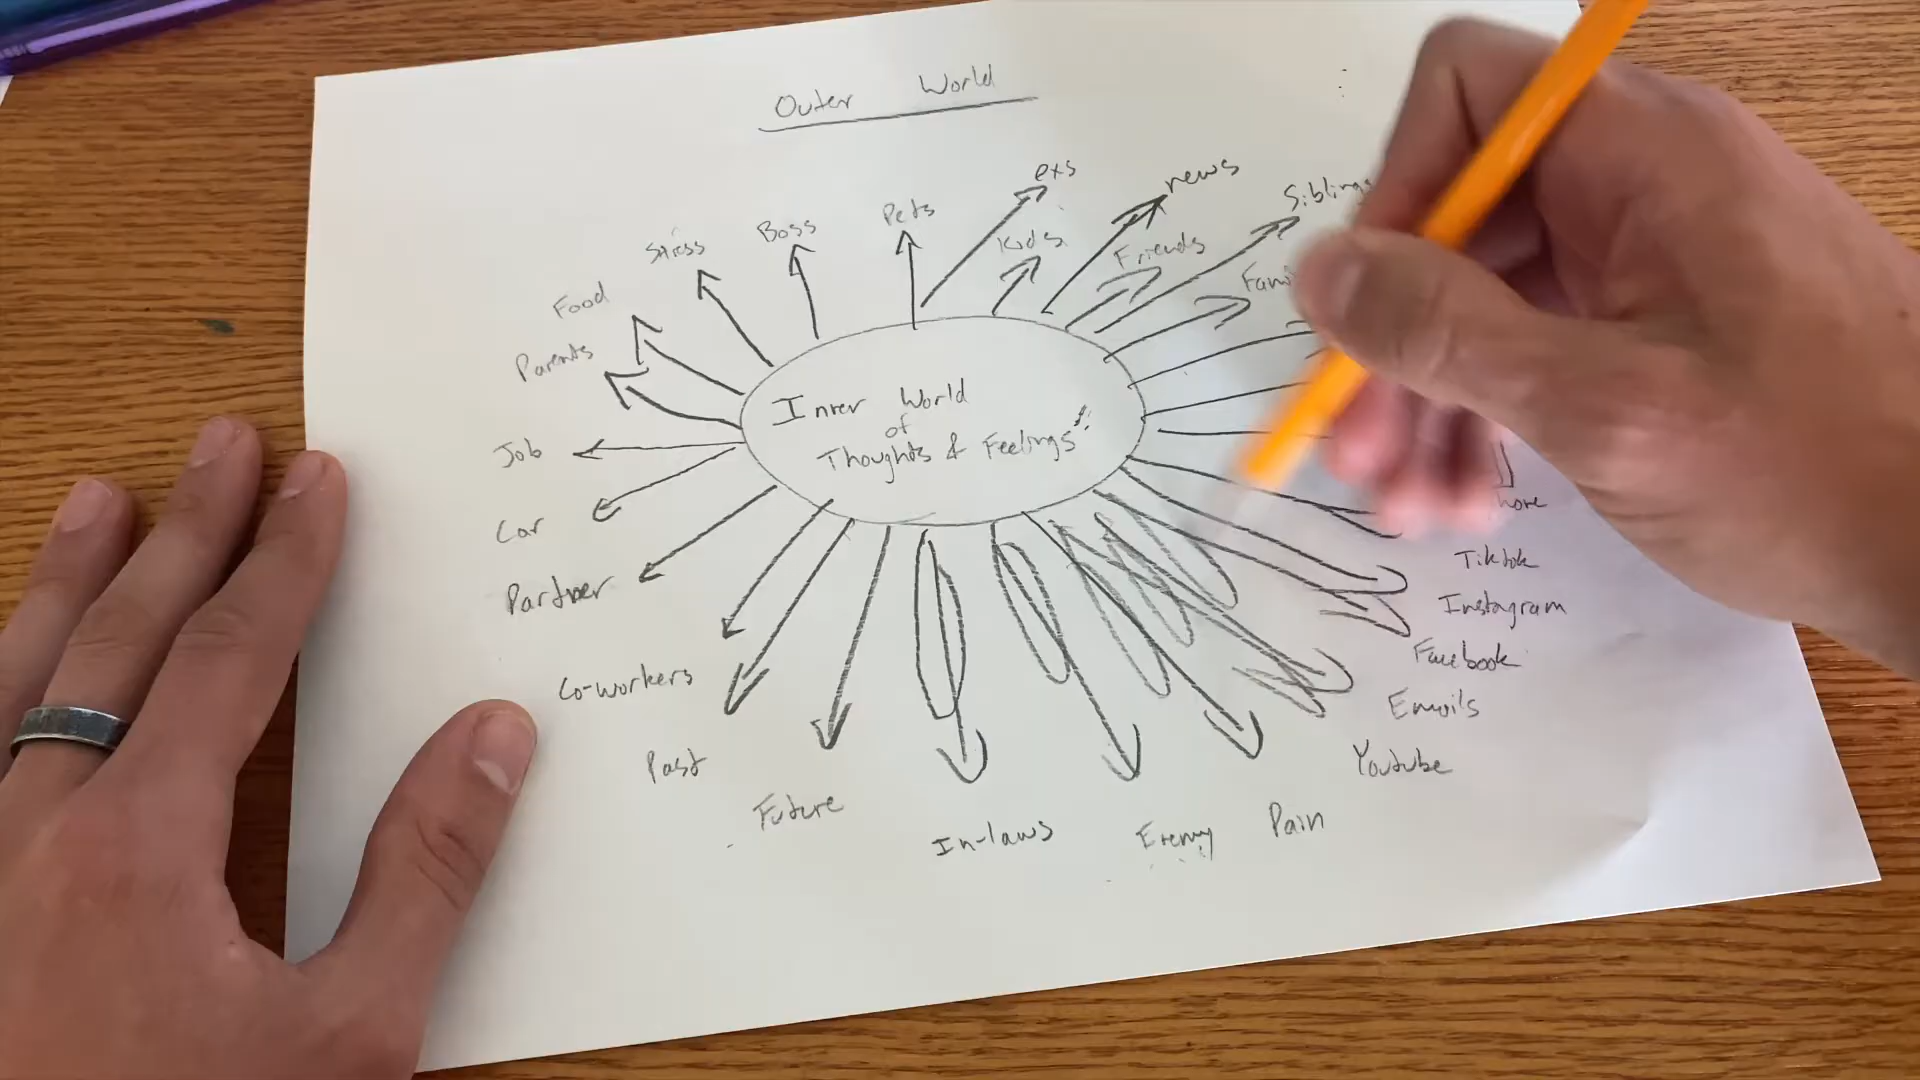 Outer World
exs
news
Siblings
Pets
Boss
Stress
Kids
Friends
Food
Parents
Inner World
of
Thoughts & Feelings
Job
Car
Partner
Tiktok
Instagram
Facebook
Co-workers
Emails
Past
Youtube
Future
In-laws
Enemy
Pain